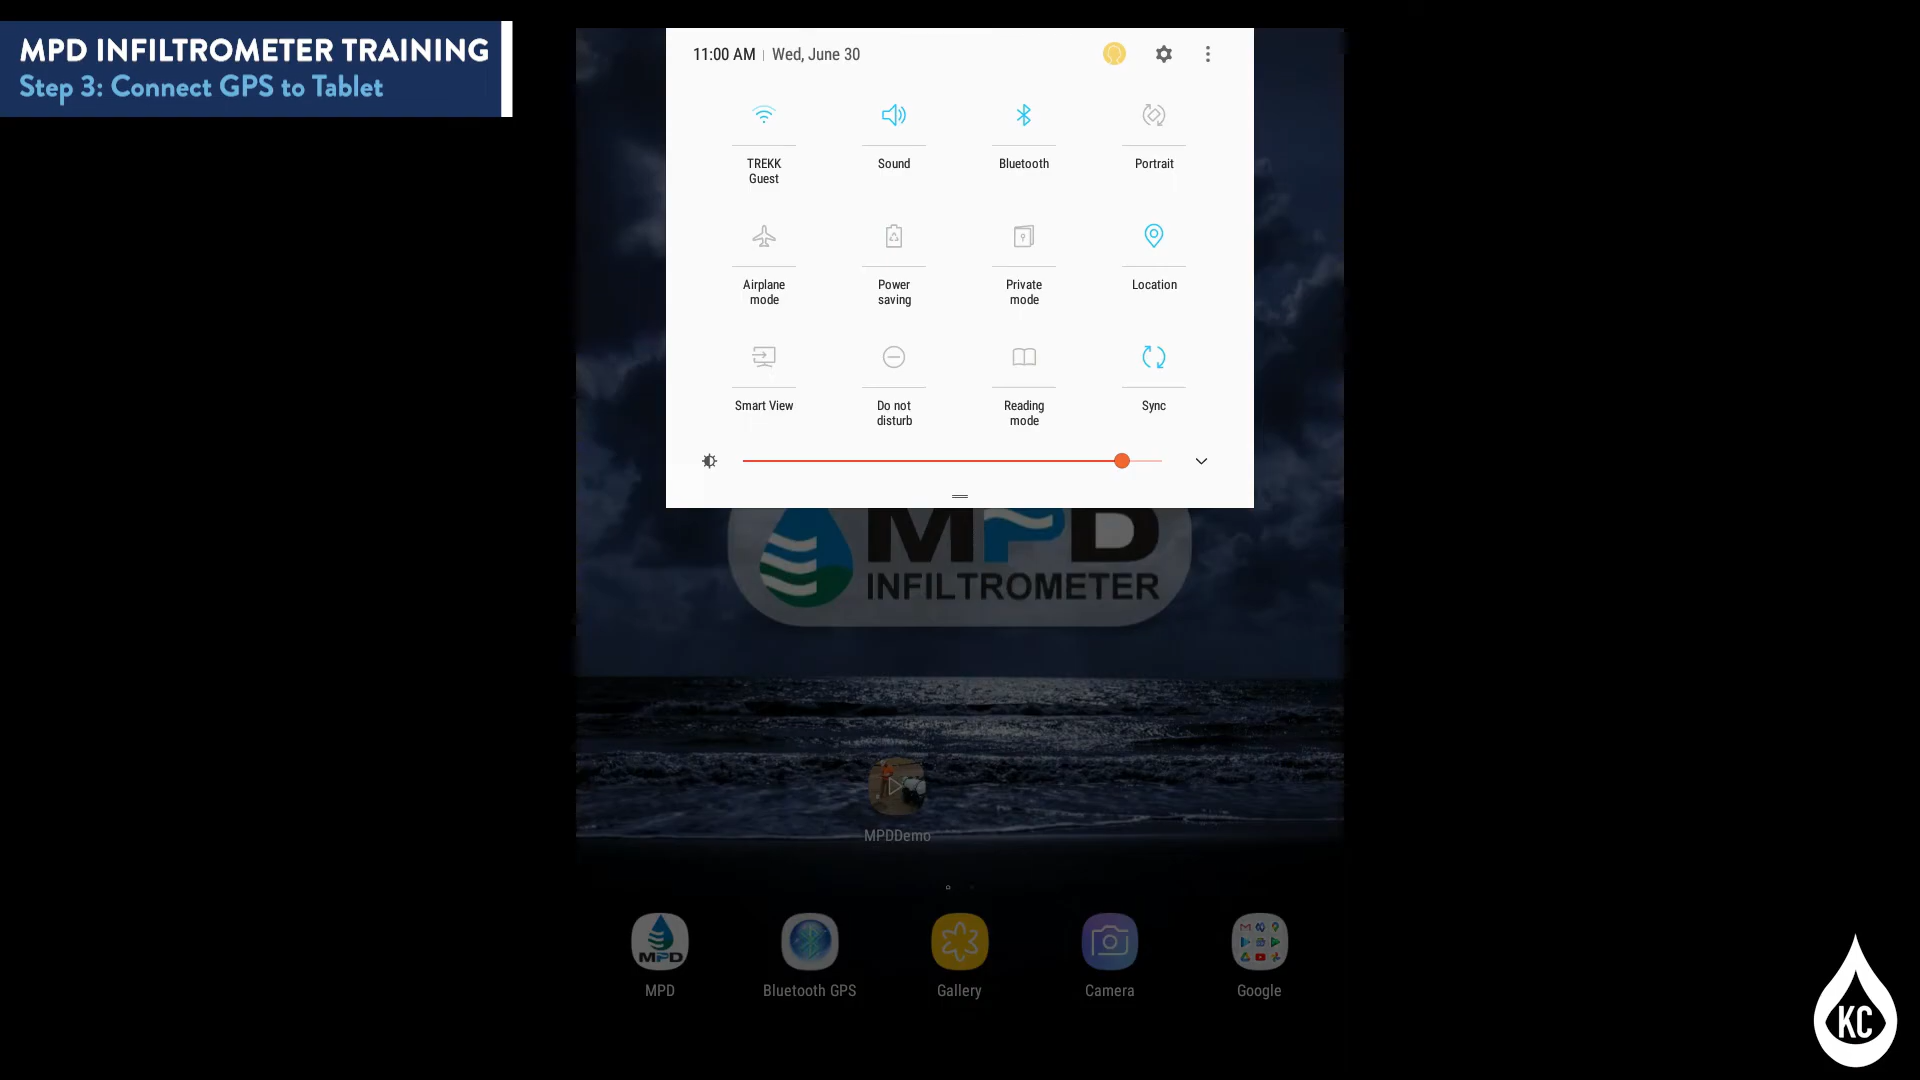 MPD INFILTROMETER TRAINING
Step 3: Connect GPS to Tablet
11:00 AM | Wed, June 30
TREKK
Guest
Sound
Bluetooth
Portrait
Airplane
mode
Power
saving
Private
mode
Location
Smart View
Do not
disturb
Reading
mode
Sync
MPD
INFILTROMETER
MPDDemo
MPD
MPD
Bluetooth GPS
Gallery
Camera
Google
KC